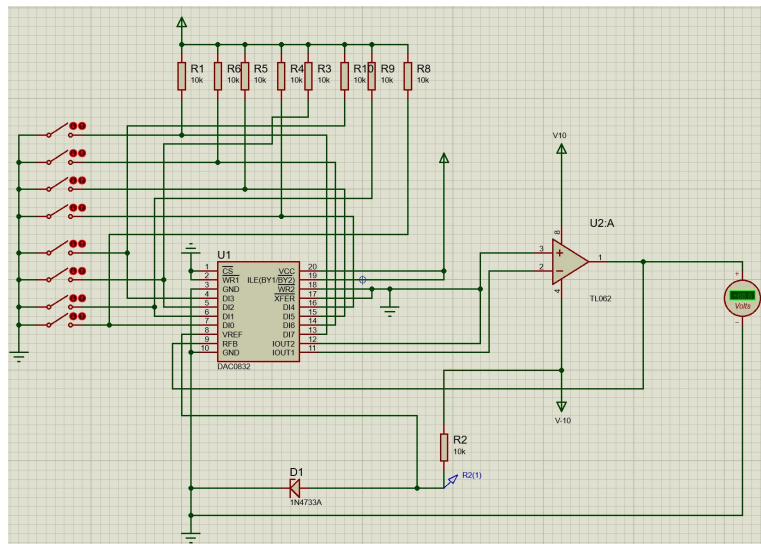 R1 R6 R5 R4 R3 R10 R9 R8
10k 10k 10k 10k 10k 10k 10k 10k
V10
U2:A
U1
1 CS VCC 20
2 WR1 ILE(BY1/BY2) 19
3 GND WR2 18
4 DI3 XFER 17
5 DI2 DI4 16
6 DI1 DI5 15
7 DI0 DI6 14
8 VREF DI7 13
9 RFB IOUT2 12
10 GND IOUT1 11
DAC0832
8
3 + 1
2 −
4
TL062
+
Volts
−
V-10
R2
10k
R2(1)
D1
1N4733A